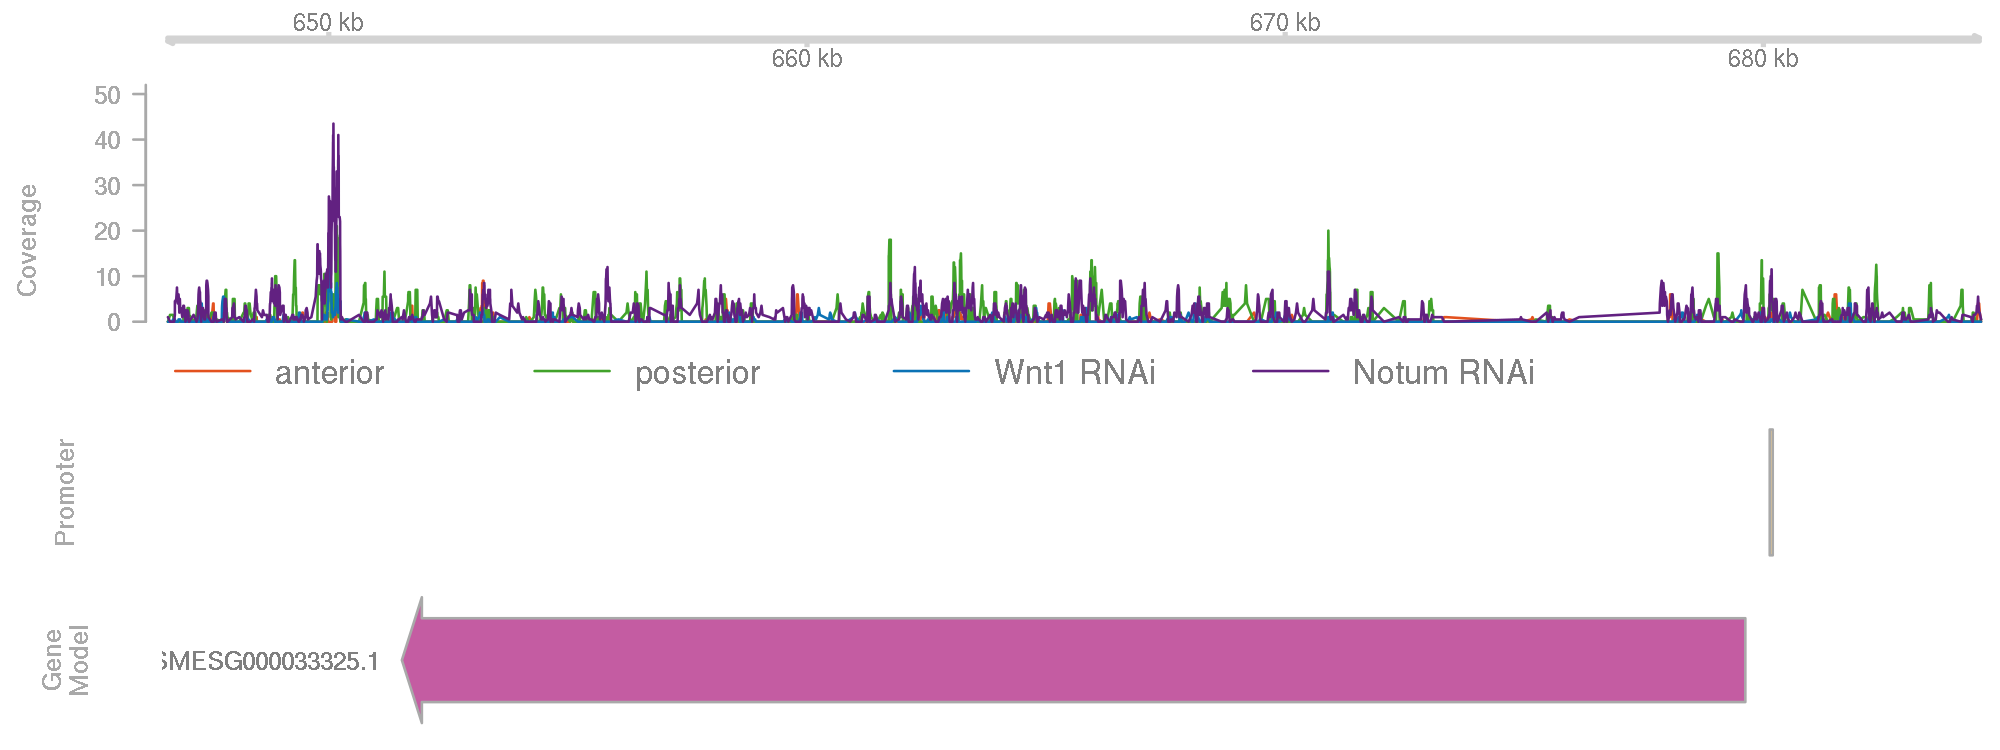 650 kb
670 kb
660 kb
680 kb
Coverage
50
40
30
20
10
0
anterior
posterior
Wnt1 RNAi
Notum RNAi
Promoter
Gene
Model
SMESG000033325.1